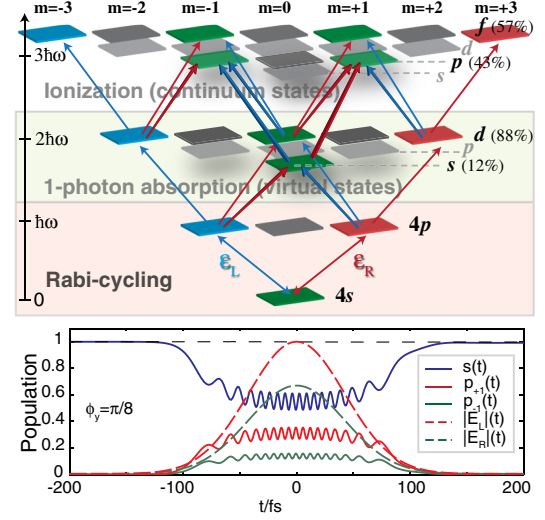 m=-3 m=-2 m=-1 m=0 m=+1 m=+2 m=+3
f (57%)
3ħω
d
p (43%)
s
Ionization (continuum states)
2ħω
d (88%)
p
s (12%)
1-photon absorption (virtual states)
ħω
4p
ε_L ε_R
Rabi-cycling
4s
0
Population
1
0.8
0.6
0.4
0.2
0
ϕ_y=π/8
s(t)
p_+1(t)
p_-1(t)
|E_L|(t)
|E_R|(t)
-200 -100 0 100 200
t/fs